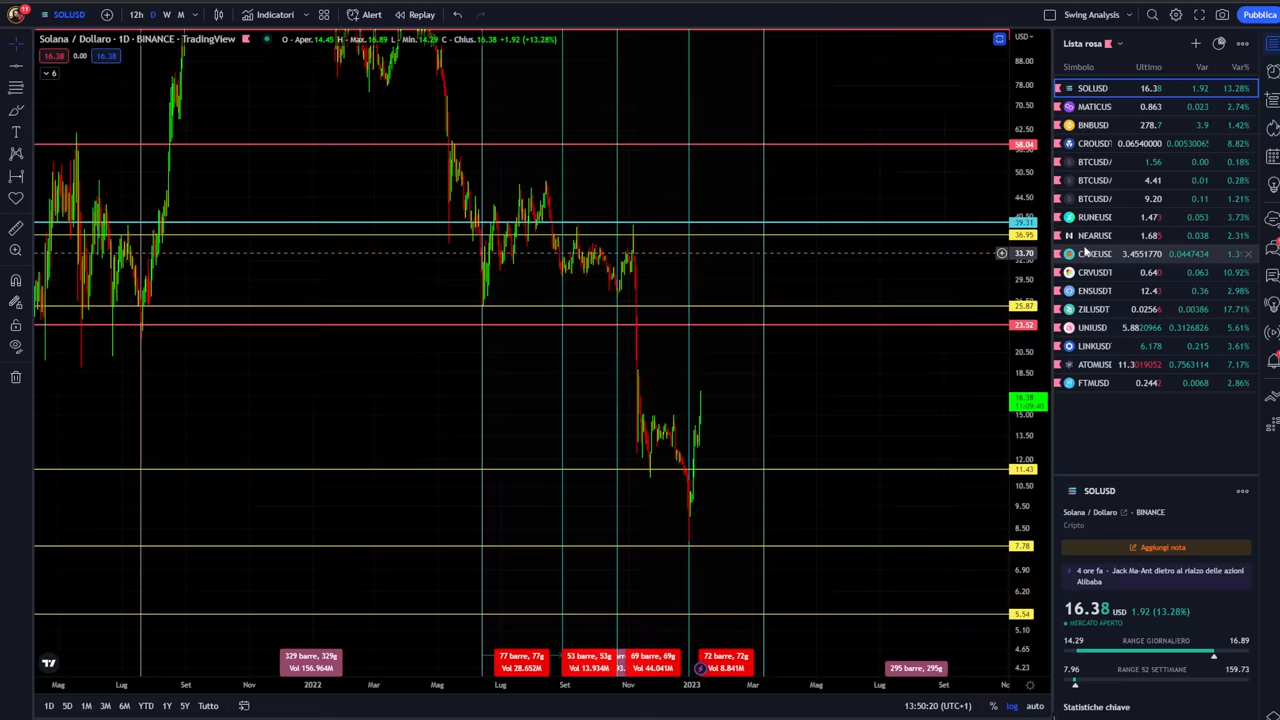 11
SOLUSD
12h D W M
Indicatori
Alert
Replay
Swing Analysis
Pubblica
Solana / Dollaro · 1D · BINANCE · TradingView
O - Aper. 14.45 H - Max. 16.89 L - Min. 14.29 C - Chius. 16.38 +1.92 (+13.28%)
16.38 0.00 16.38
6
USD
88.00
78.00
70.50
62.50
58.04
50.50
44.50
39.31
36.95
33.70
29.50
25.87
23.52
20.50
18.50
16.38
11:09:40
15.00
13.50
12.00
11.43
10.50
9.50
8.50
7.78
6.90
6.20
5.54
5.10
4.65
4.23
329 barre, 329g
Vol 156.964M
77 barre, 77g
Vol 28.652M
53 barre, 53g
Vol 13.934M
69 barre, 69g
Vol 44.041M
72 barre, 72g
Vol 8.841M
295 barre, 295g
Mag Lug Set Nov 2022 Mar Mag Lug Set Nov 2023 Mar Mag Lug Set
1D 5D 1M 3M 6M YTD 1Y 5Y Tutto
13:50:20 (UTC+1) % log auto
Lista rosa
Simbolo Ultimo Var Var%
SOLUSD 16.38 1.92 13.28%
MATICUS 0.863 0.023 2.74%
BNBUSD 278.7 3.9 1.42%
CROUSDT 0.06540000 0.0053006 8.82%
BTCUSD/ 1.56 0.00 0.18%
BTCUSD/ 4.41 0.01 0.28%
BTCUSD/ 9.20 0.11 1.21%
RUNEUSD 1.473 0.053 3.73%
NEARUSD 1.685 0.038 2.31%
CAKEUSD 3.4551770 0.0447434
CRVUSDT 0.640 0.063 10.92%
ENSUSDT 12.43 0.36 2.98%
ZILUSDT 0.02566 0.00386 17.71%
UNIUSD 5.8820966 0.3126826 5.61%
LINKUSD 6.178 0.215 3.61%
ATOMUSD 11.3019052 0.7563114 7.17%
FTMUSD 0.2442 0.0068 2.86%
SOLUSD
Solana / Dollaro · BINANCE
Cripto
Aggiungi nota
4 ore fa · Jack Ma-Ant dietro al rialzo delle azioni
Alibaba
16.38 USD 1.92 (13.28%)
MERCATO APERTO
14.29 RANGE GIORNALIERO 16.89
7.96 RANGE 52 SETTIMANE 159.73
Statistiche chiave